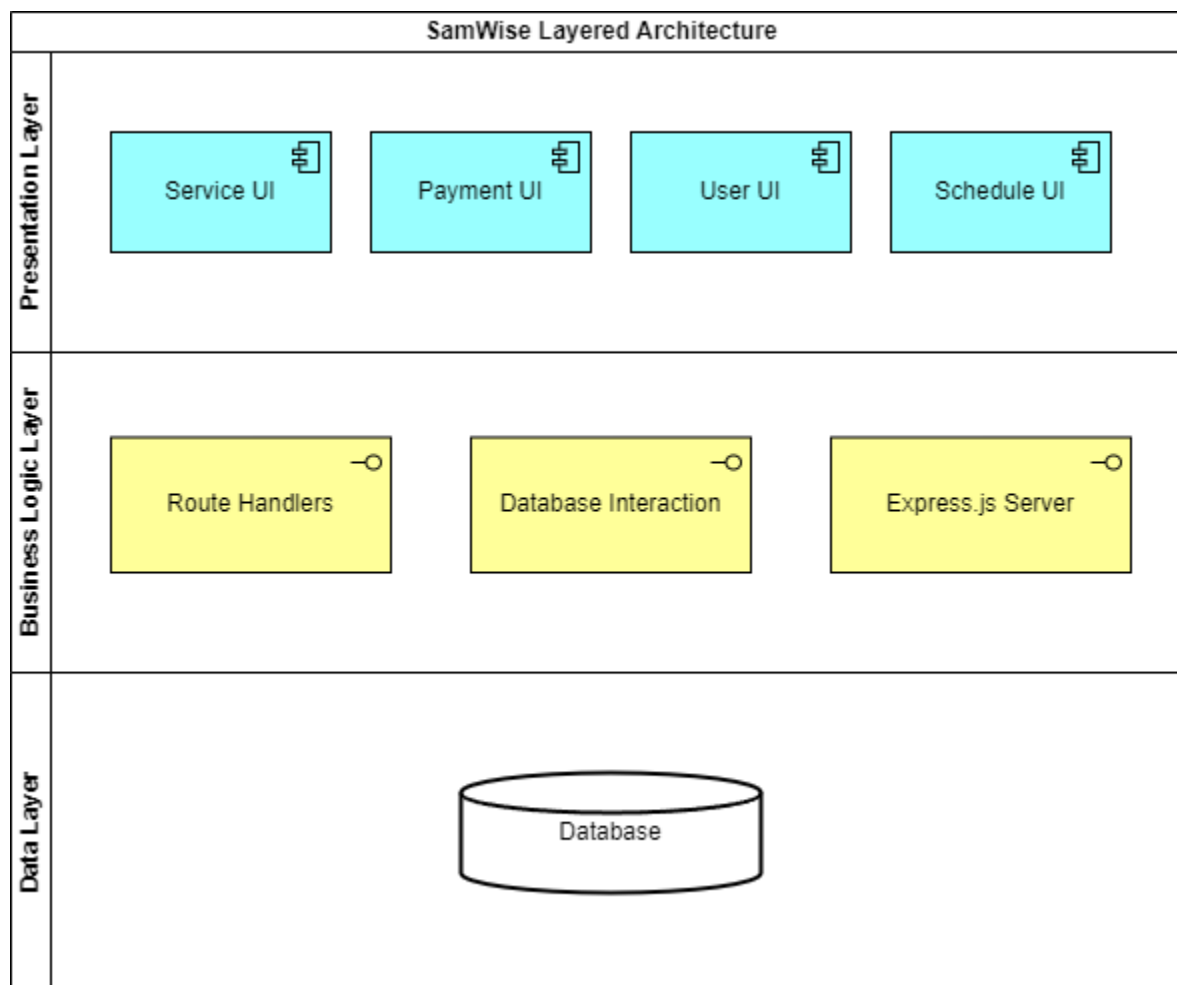 SamWise Layered Architecture
Presentation Layer
Service UI
Payment UI
User UI
Schedule UI
Business Logic Layer
Route Handlers
Database Interaction
Express.js Server
Data Layer
Database